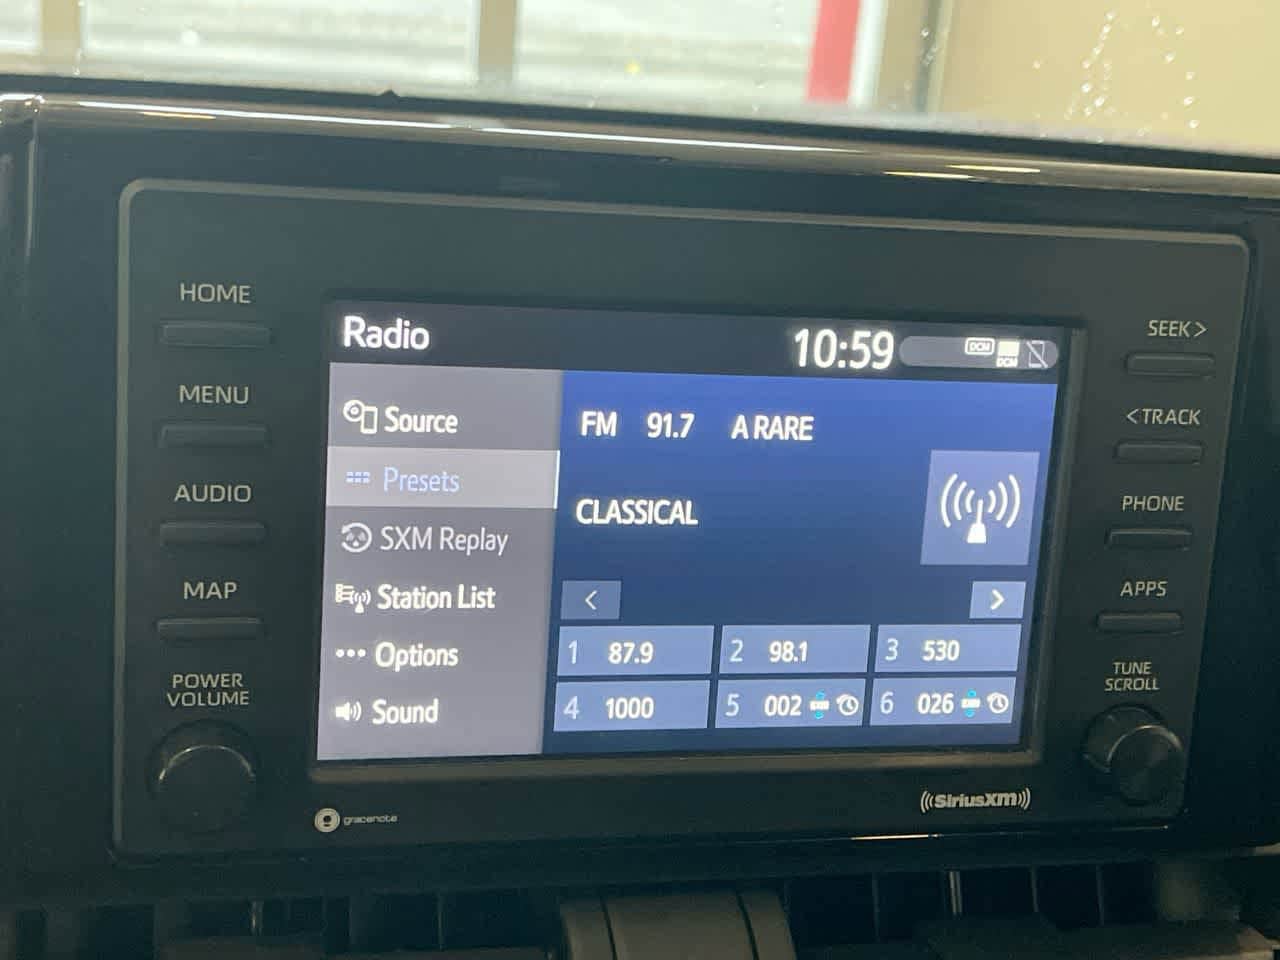 HOME
MENU
AUDIO
MAP
POWER
VOLUME
Radio
10:59
DCM
DCM
Source
Presets
SXM Replay
Station List
Options
Sound
FM 91.7 A RARE
CLASSICAL
<
>
1 87.9
2 98.1
3 530
4 1000
5 002
6 026
SEEK >
< TRACK
PHONE
APPS
TUNE
SCROLL
gracenote
SiriusXM